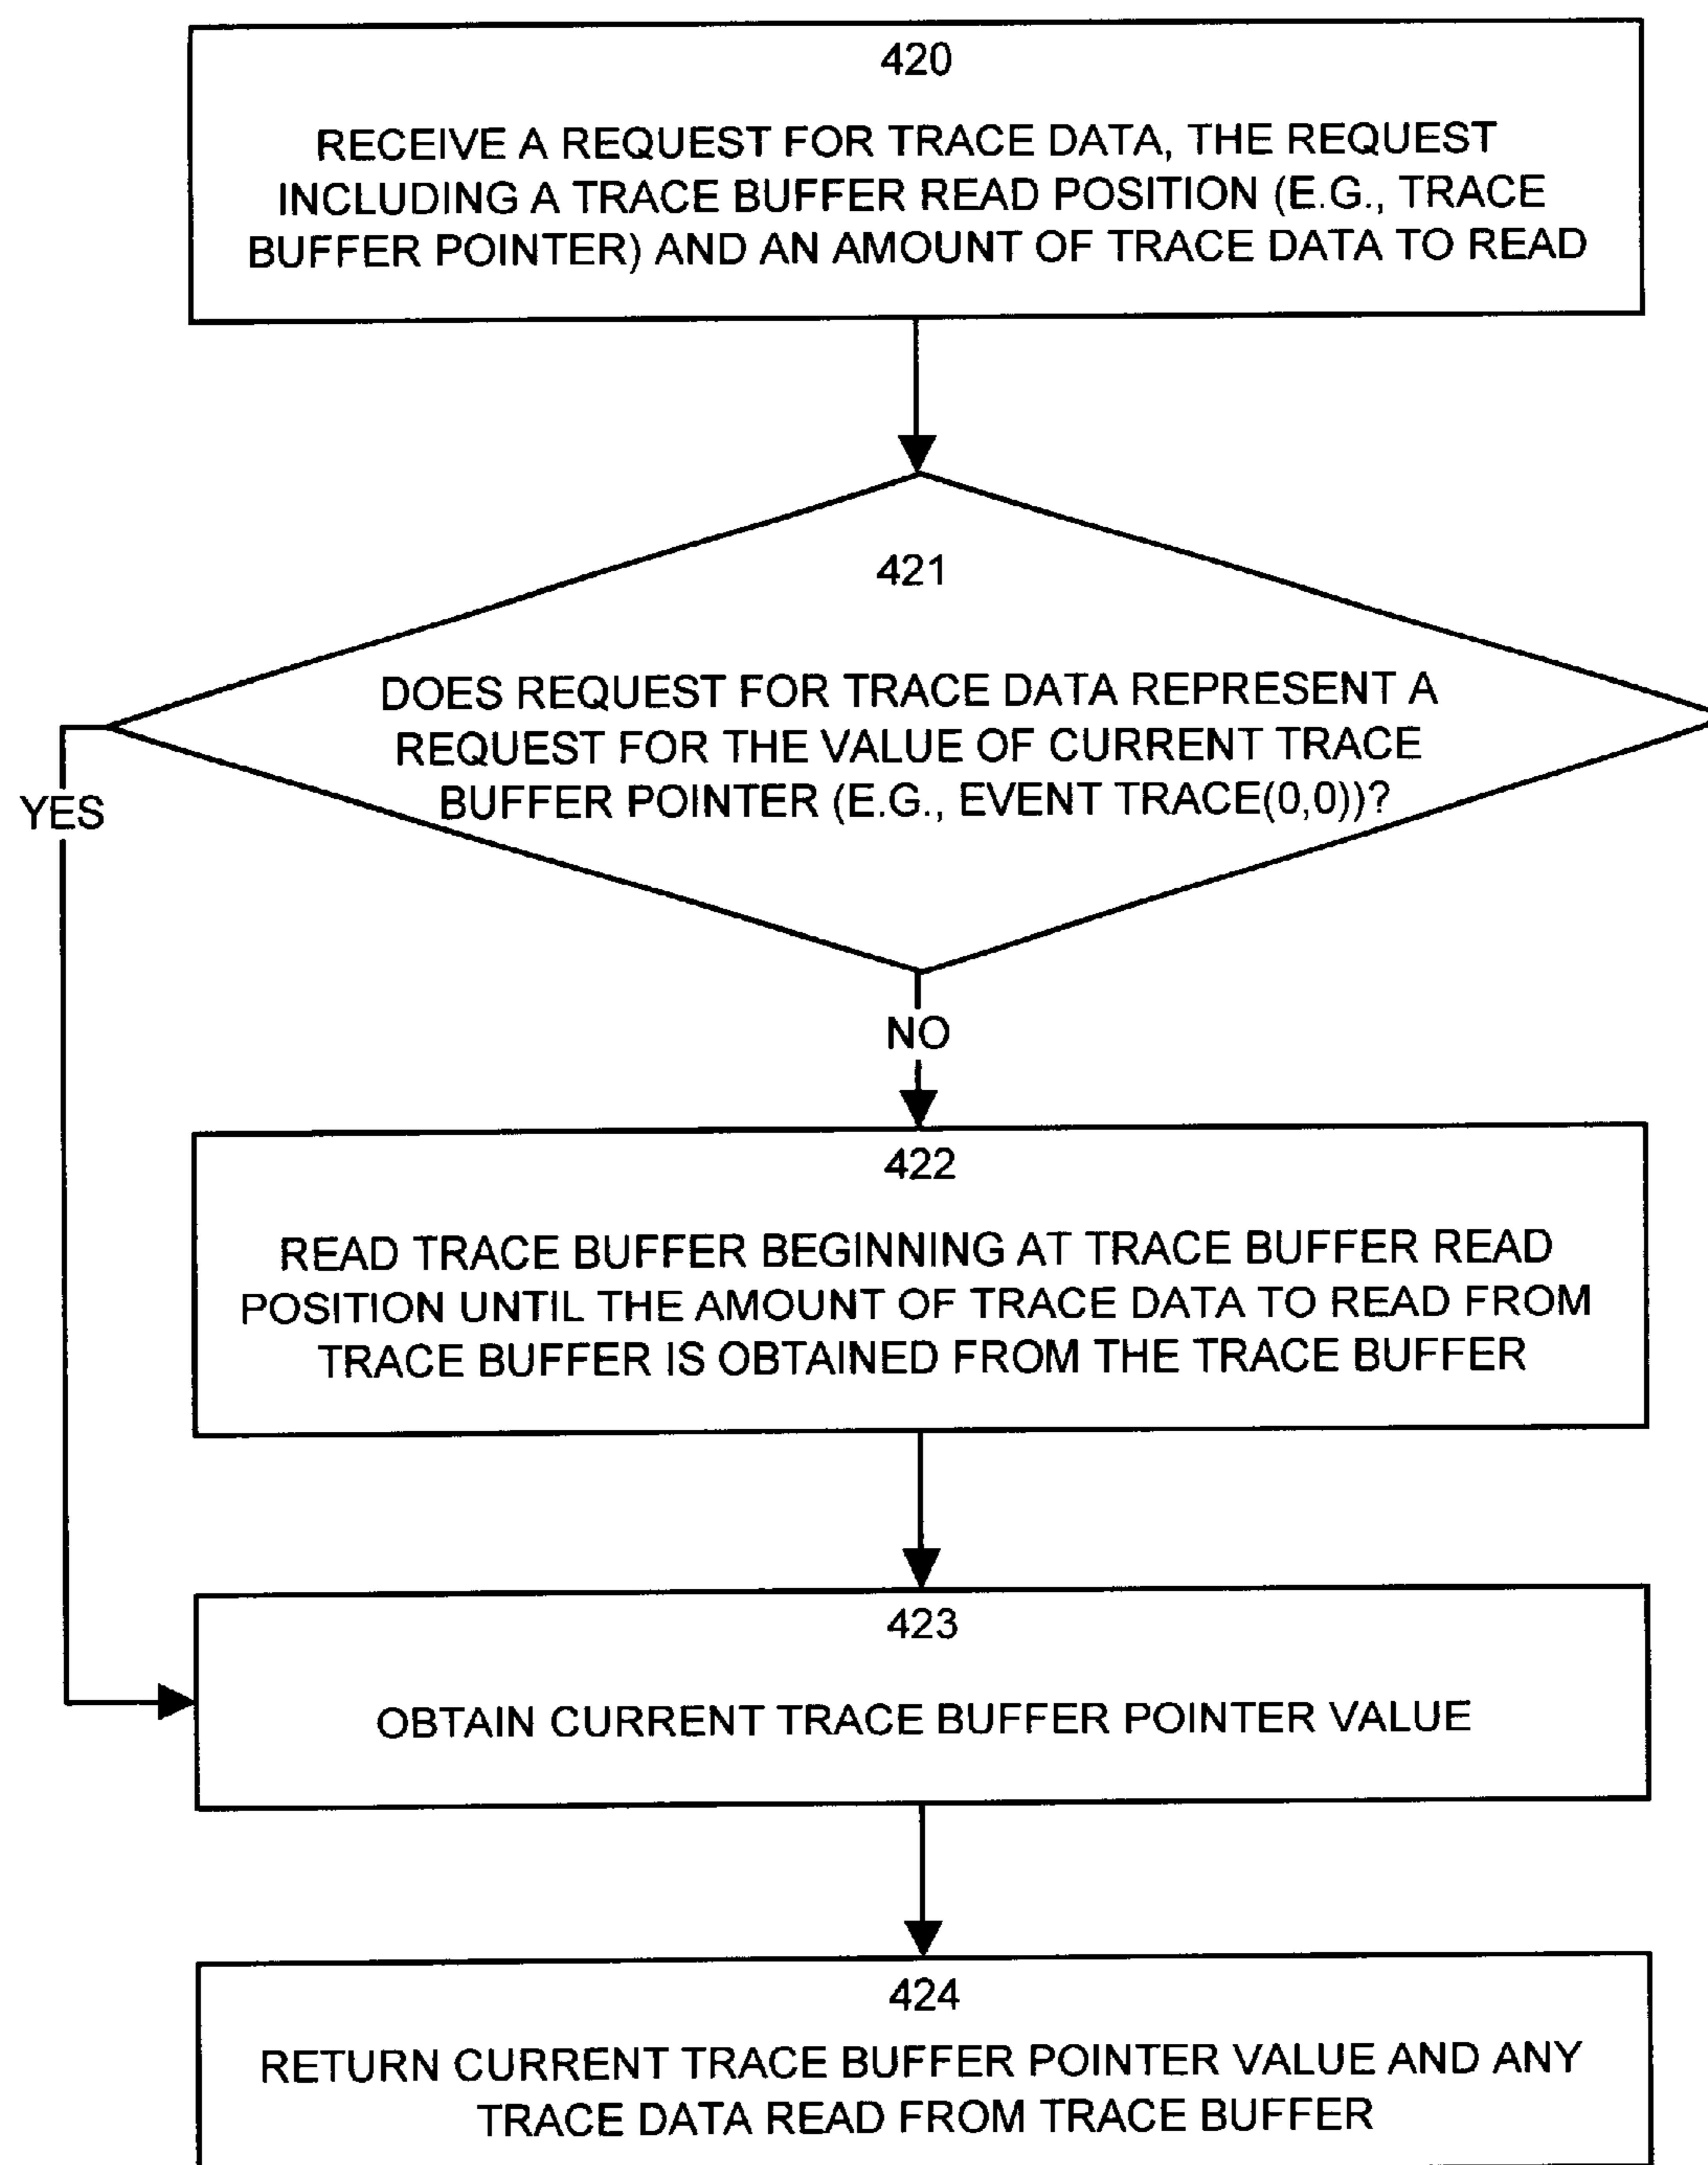 420
RECEIVE A REQUEST FOR TRACE DATA, THE REQUEST
INCLUDING A TRACE BUFFER READ POSITION (E.G., TRACE
BUFFER POINTER) AND AN AMOUNT OF TRACE DATA TO READ
421
DOES REQUEST FOR TRACE DATA REPRESENT A
REQUEST FOR THE VALUE OF CURRENT TRACE
BUFFER POINTER (E.G., EVENT TRACE(0,0))?
YES
NO
422
READ TRACE BUFFER BEGINNING AT TRACE BUFFER READ
POSITION UNTIL THE AMOUNT OF TRACE DATA TO READ FROM
TRACE BUFFER IS OBTAINED FROM THE TRACE BUFFER
423
OBTAIN CURRENT TRACE BUFFER POINTER VALUE
424
RETURN CURRENT TRACE BUFFER POINTER VALUE AND ANY
TRACE DATA READ FROM TRACE BUFFER